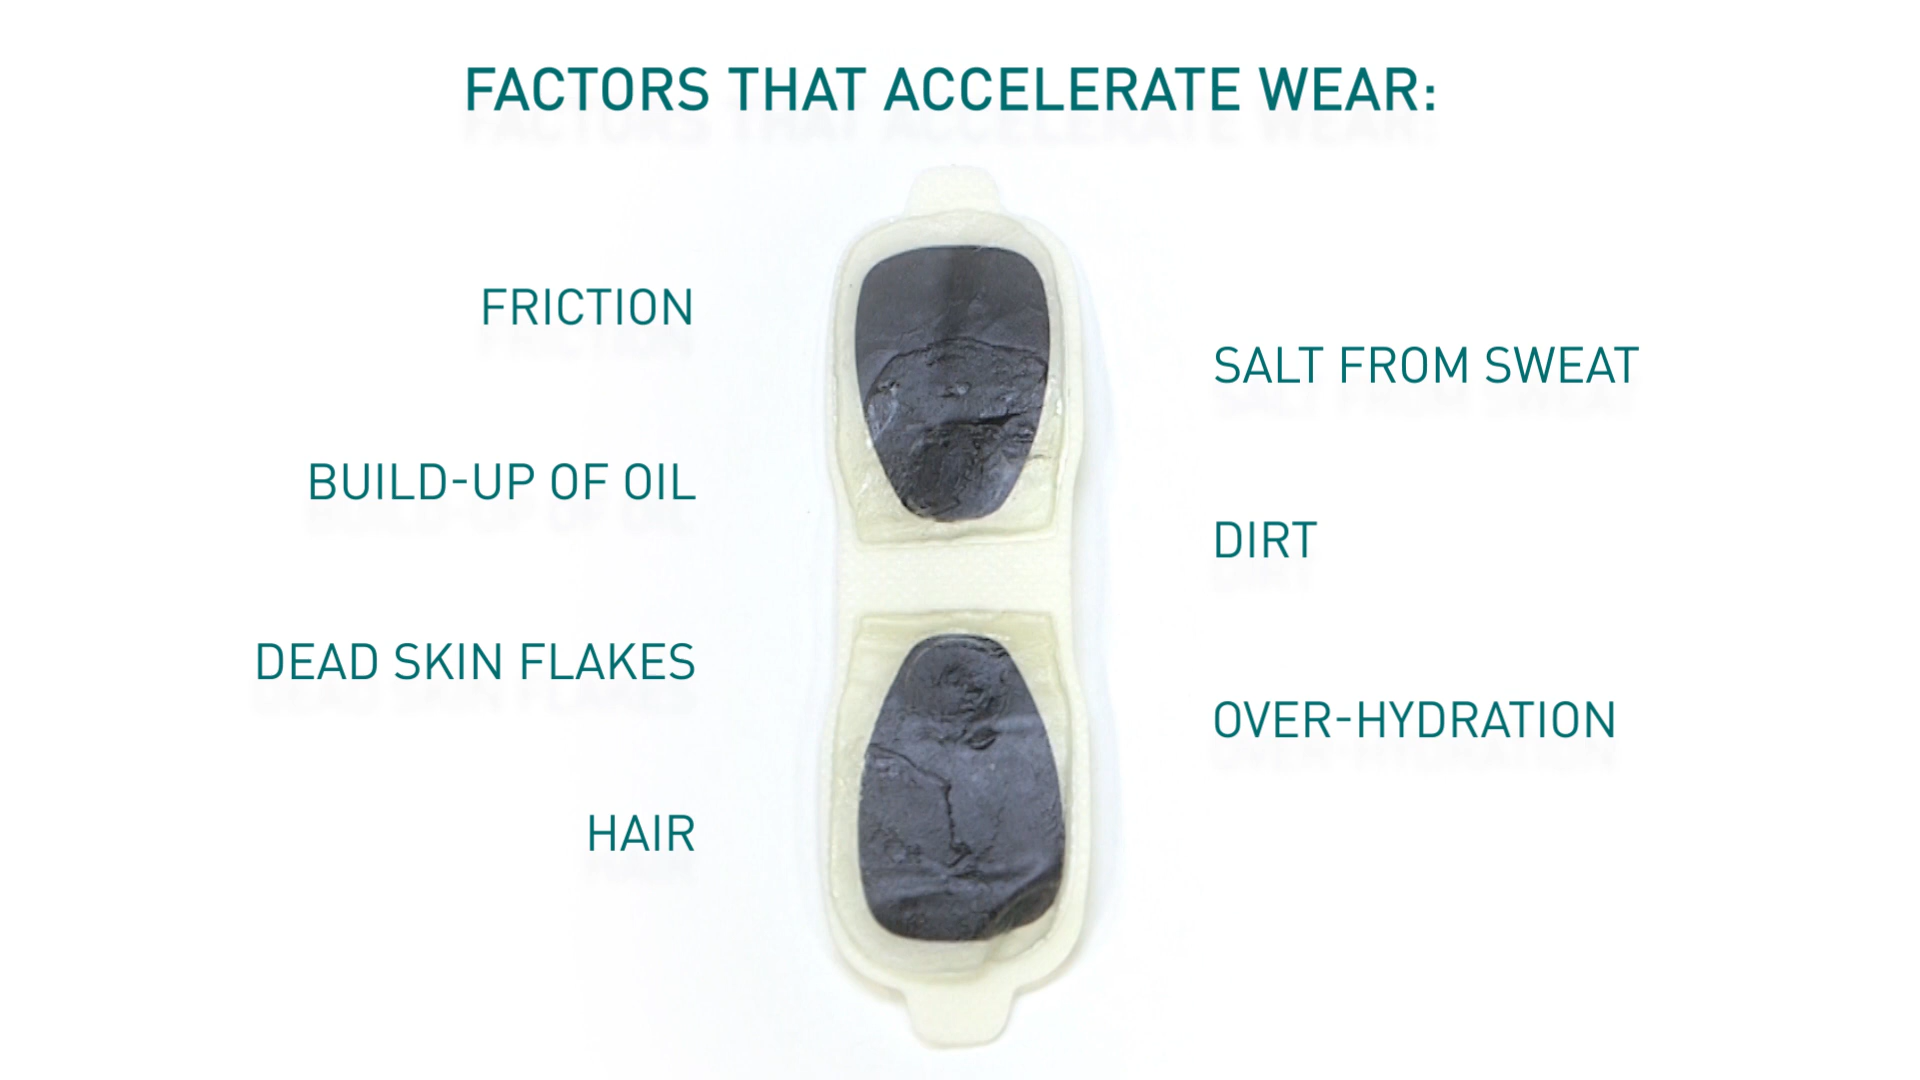 FACTORS THAT ACCELERATE WEAR:
FRICTION
BUILD-UP OF OIL
DEAD SKIN FLAKES
HAIR
SALT FROM SWEAT
DIRT
OVER-HYDRATION